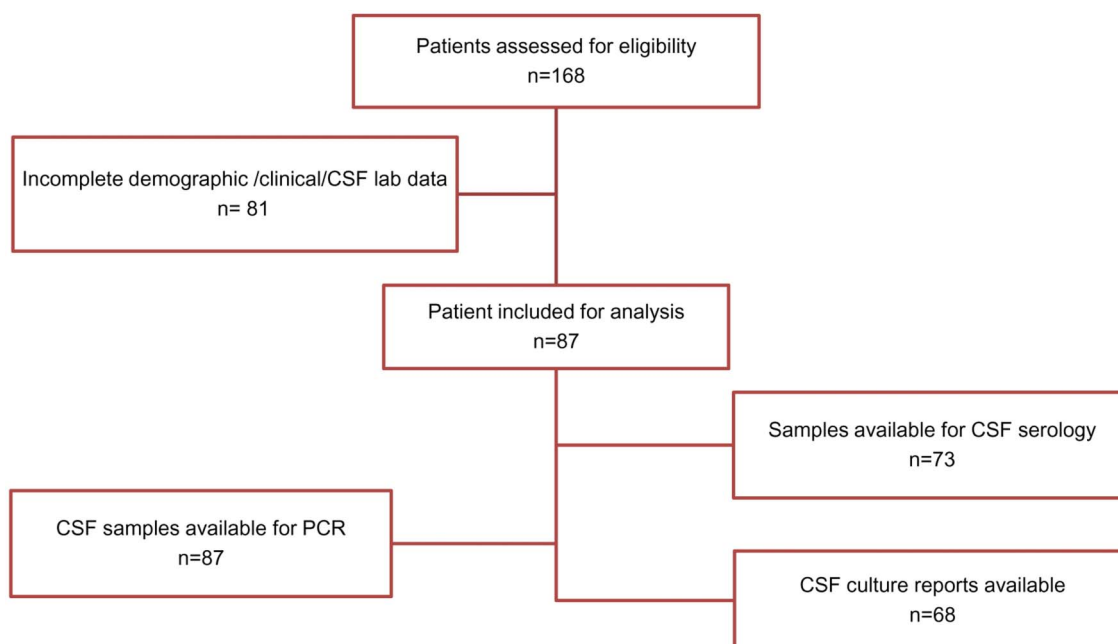 Patients assessed for eligibility
n=168
Incomplete demographic /clinical/CSF lab data
n= 81
Patient included for analysis
n=87
Samples available for CSF serology
n=73
CSF samples available for PCR
n=87
CSF culture reports available
n=68